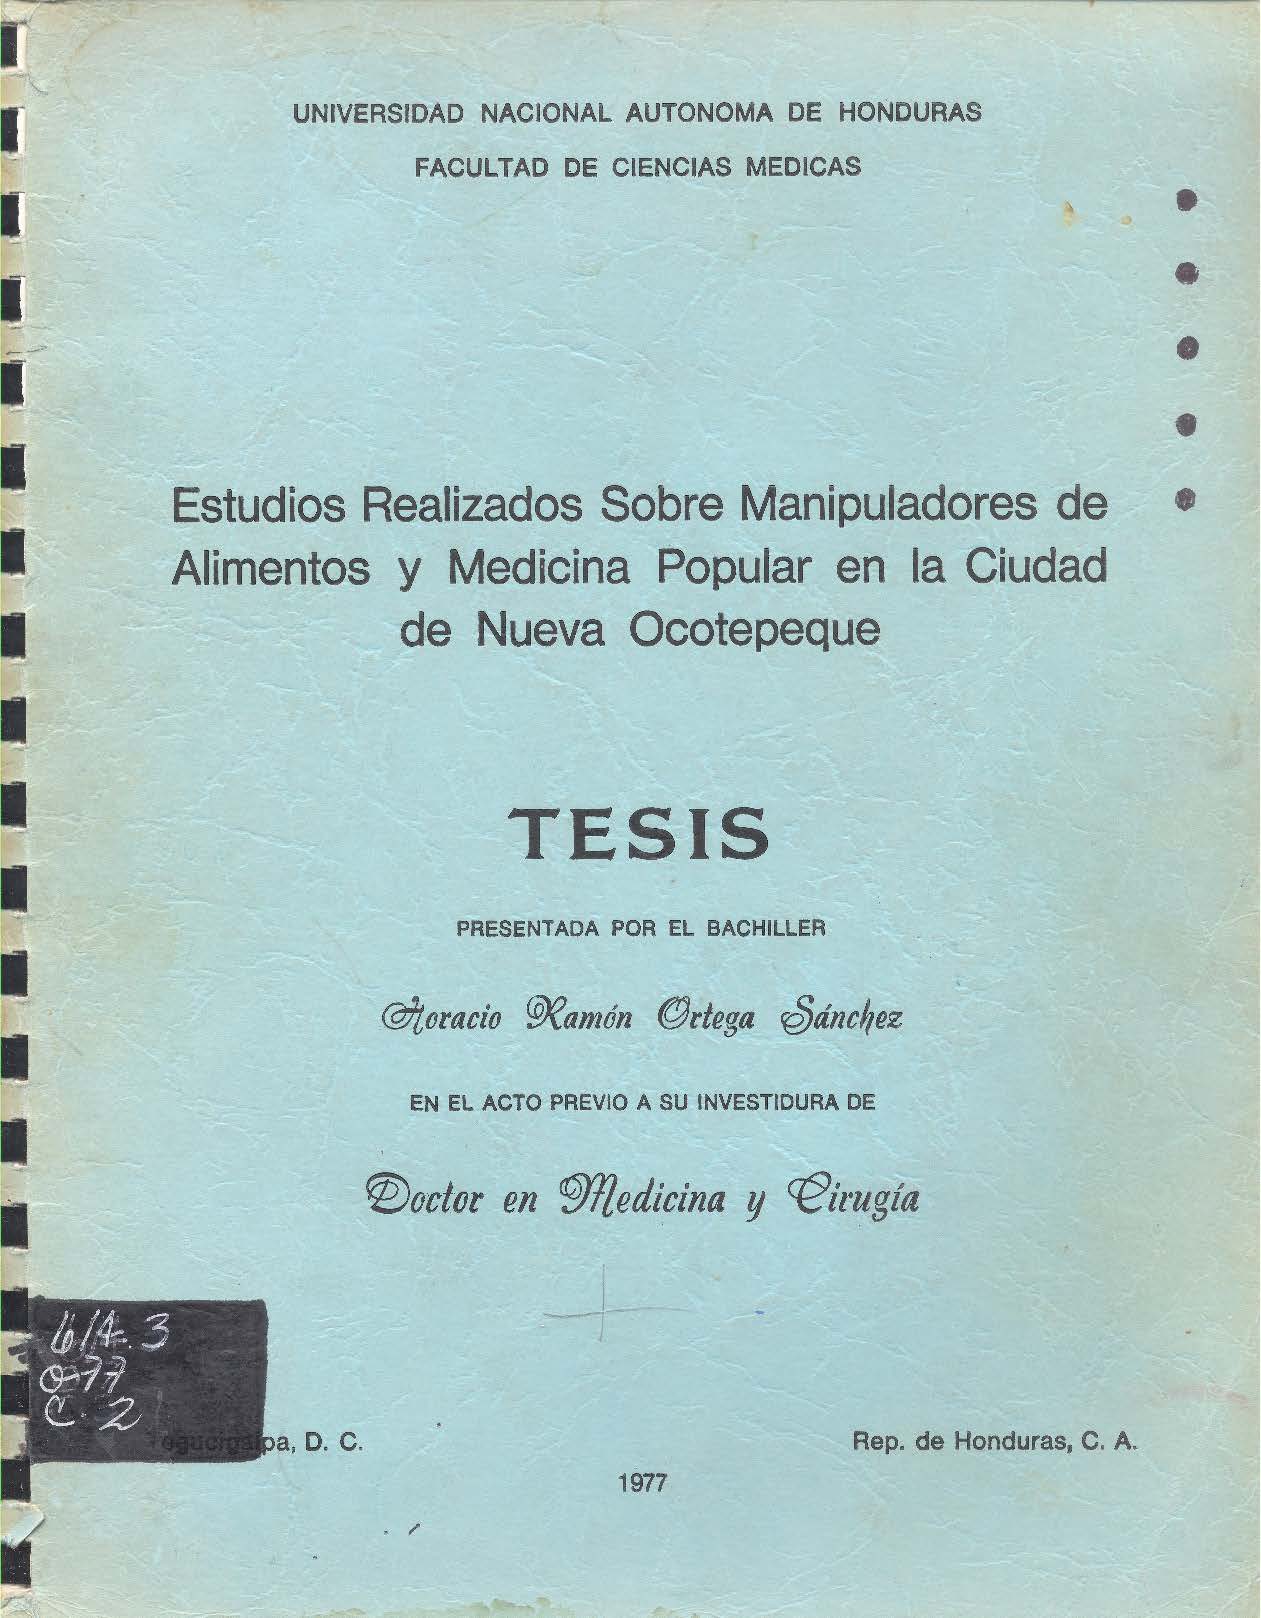 UNIVERSIDAD NACIONAL AUTONOMA DE HONDURAS
FACULTAD DE CIENCIAS MEDICAS
Estudios Realizados Sobre Manipuladores de
Alimentos y Medicina Popular en la Ciudad
de Nueva Ocotepeque
TESIS
PRESENTADA POR EL BACHILLER
Horacio Ramón Ortega Sánchez
EN EL ACTO PREVIO A SU INVESTIDURA DE
Doctor en Medicina y Cirugía
614.3
O77
C. 2
Tegucigalpa, D. C.
Rep. de Honduras, C. A.
1977